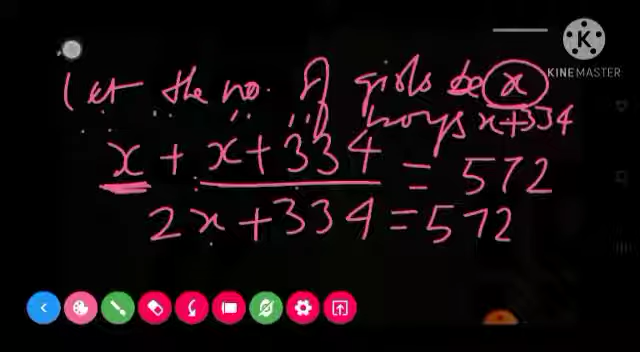 KINEMASTER
Let the no. of girls be x
" " " boys x+334
x + x+334 = 572
2x+334=572